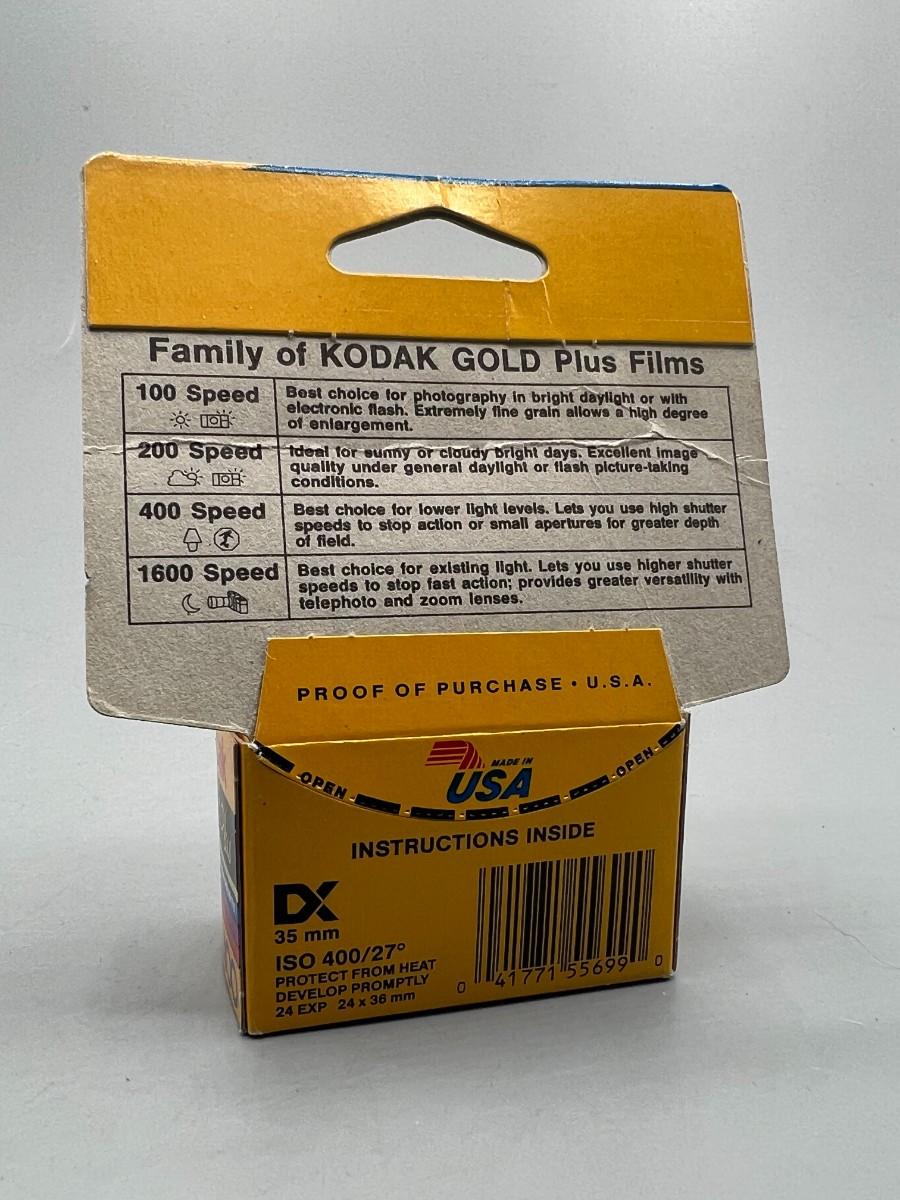 Family of KODAK GOLD Plus Films
100 Speed
Best choice for photography in bright daylight or with
electronic flash. Extremely fine grain allows a high degree
of enlargement.
200 Speed
Ideal for sunny or cloudy bright days. Excellent image
quality under general daylight or flash picture-taking
conditions.
400 Speed
Best choice for lower light levels. Lets you use high shutter
speeds to stop action or small apertures for greater depth
of field.
1600 Speed
Best choice for existing light. Lets you use higher shutter
speeds to stop fast action; provides greater versatility with
telephoto and zoom lenses.
PROOF OF PURCHASE • U.S.A.
OPEN
OPEN
MADE IN
USA
INSTRUCTIONS INSIDE
DX
35 mm
ISO 400/27°
PROTECT FROM HEAT
DEVELOP PROMPTLY
24 EXP 24 x 36 mm
0 41771 55699 0